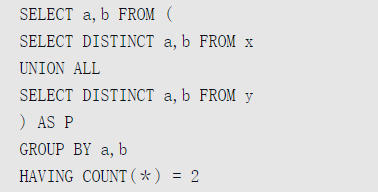 SELECT a,b FROM (
SELECT DISTINCT a,b FROM x
UNION ALL
SELECT DISTINCT a,b FROM y
) AS P
GROUP BY a,b
HAVING COUNT(*) = 2